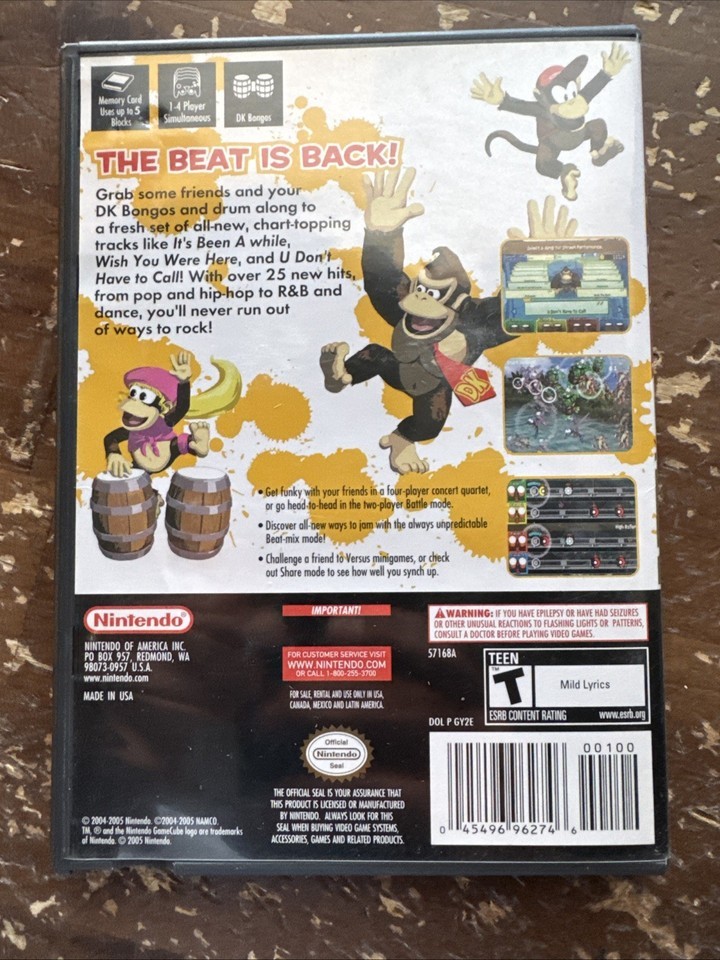 Memory Card
Uses up to 5
Blocks
1-4 Player
Simultaneous
DK Bongos
THE BEAT IS BACK!
Grab some friends and your
DK Bongos and drum along to
a fresh set of all-new, chart-topping
tracks like It's Been A while,
Wish You Were Here, and U Don't
Have to Call! With over 25 new hits,
from pop and hip-hop to R&B and
dance, you'll never run out
of ways to rock!
DK
• Get funky with your friends in a four-player concert quartet,
or go head-to-head in the two-player Battle mode.
• Discover all-new ways to jam with the always unpredictable
Beat-mix mode!
• Challenge a friend to Versus minigames, or check
out Share mode to see how well you synch up.
Nintendo®
NINTENDO OF AMERICA INC.
PO BOX 957, REDMOND, WA
98073-0957 U.S.A.
www.nintendo.com
MADE IN USA
IMPORTANT!
FOR CUSTOMER SERVICE VISIT
WWW.NINTENDO.COM
OR CALL 1-800-255-3700
FOR SALE, RENTAL AND USE ONLY IN USA,
CANADA, MEXICO AND LATIN AMERICA.
Official
Nintendo
Seal
THE OFFICIAL SEAL IS YOUR ASSURANCE THAT
THIS PRODUCT IS LICENSED OR MANUFACTURED
BY NINTENDO. ALWAYS LOOK FOR THIS
SEAL WHEN BUYING VIDEO GAME SYSTEMS,
ACCESSORIES, GAMES AND RELATED PRODUCTS.
WARNING: IF YOU HAVE EPILEPSY OR HAVE HAD SEIZURES
OR OTHER UNUSUAL REACTIONS TO FLASHING LIGHTS OR PATTERNS,
CONSULT A DOCTOR BEFORE PLAYING VIDEO GAMES.
57168A
TEEN
T
TM
Mild Lyrics
ESRB CONTENT RATING
www.esrb.org
DOL P GY2E
00100
0 45496 96274 6
© 2004-2005 Nintendo. ©2004-2005 NAMCO.
TM, ® and the Nintendo GameCube logo are trademarks
of Nintendo. © 2005 Nintendo.